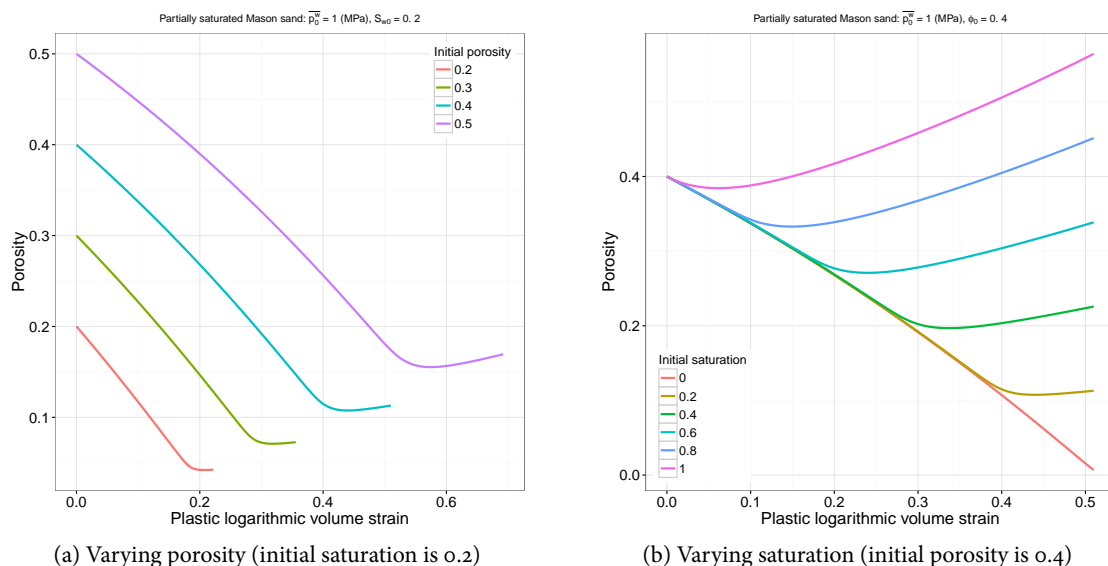 Partially saturated Mason sand: p₀ʷ = 1 (MPa), S_w0 = 0. 2
Initial porosity
0.2
0.3
0.4
0.5
0.5
0.4
0.3
0.2
0.1
Porosity
0.0 0.2 0.4 0.6
Plastic logarithmic volume strain
(a) Varying porosity (initial saturation is 0.2)
Partially saturated Mason sand: p₀ʷ = 1 (MPa), ϕ₀ = 0. 4
0.4
0.2
0.0
Porosity
Initial saturation
0
0.2
0.4
0.6
0.8
1
0.0 0.1 0.2 0.3 0.4 0.5
Plastic logarithmic volume strain
(b) Varying saturation (initial porosity is 0.4)